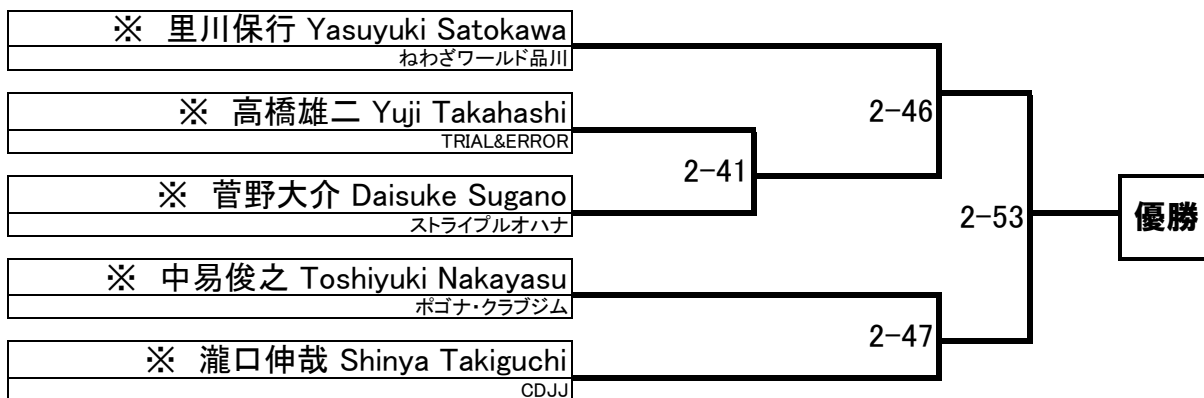 ※ 里川保行 Yasuyuki Satokawa
ねわざワールド品川
※ 高橋雄二 Yuji Takahashi
TRIAL&ERROR
※ 菅野大介 Daisuke Sugano
ストライプルオハナ
※ 中易俊之 Toshiyuki Nakayasu
ポゴナ・クラブジム
※ 瀧口伸哉 Shinya Takiguchi
CDJJ
2-41
2-46
2-47
2-53
優勝